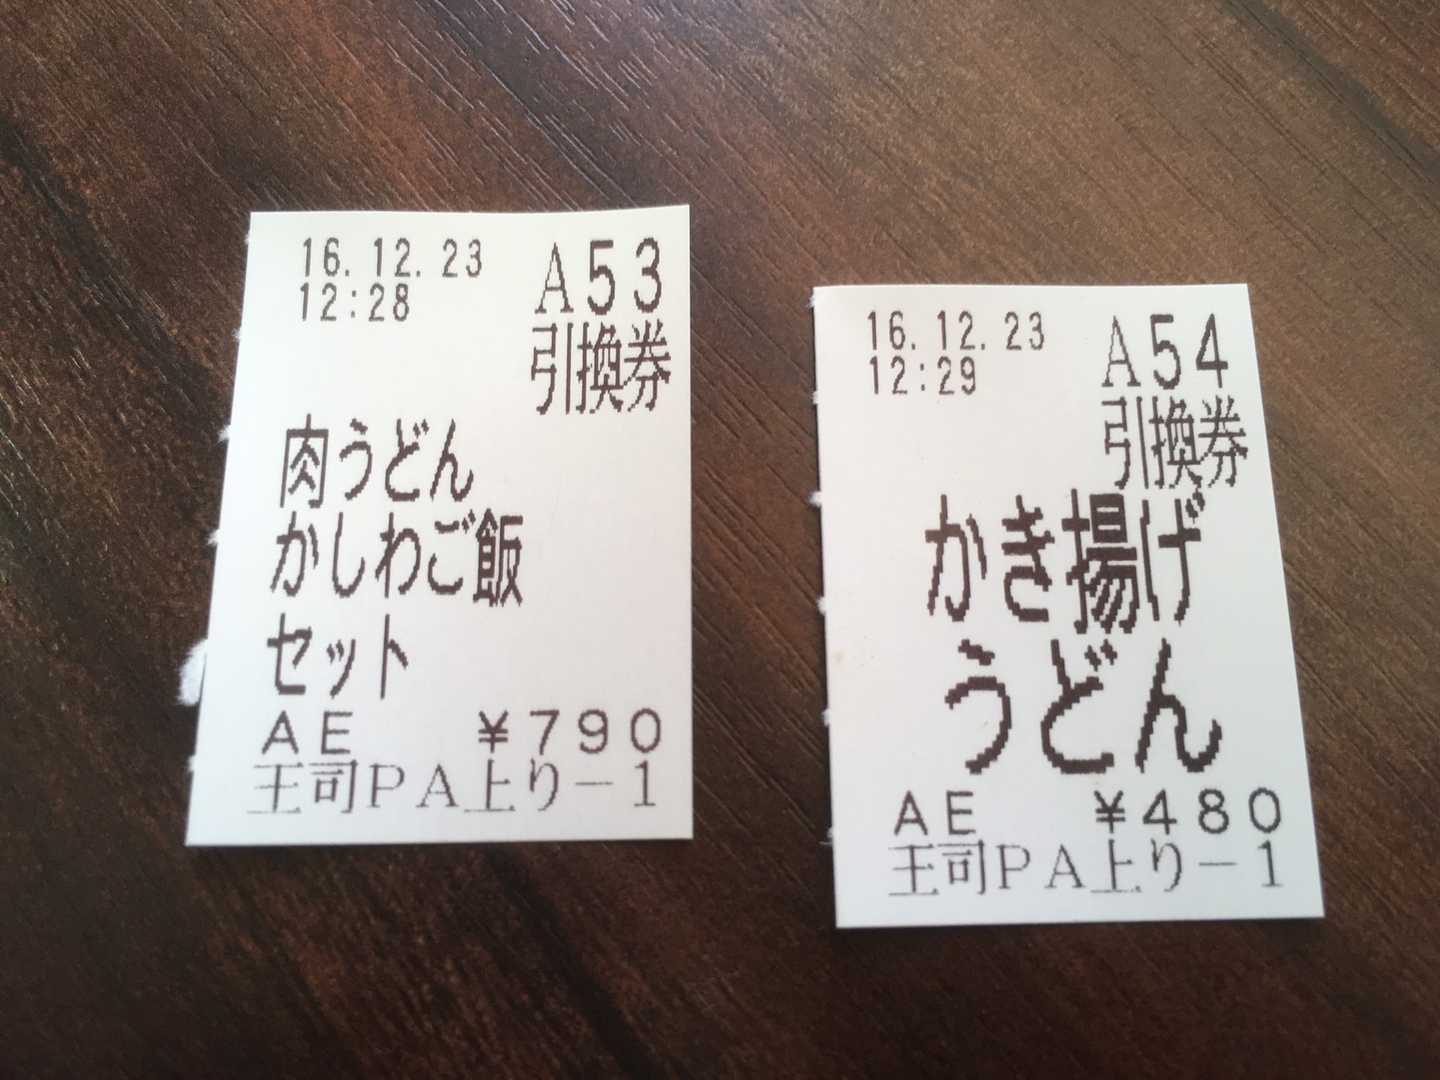 16.12.23 A53
12:28
引換券
肉うどん
かしわご飯
セット
AE ¥790
王司PA上り-1
16.12.23 A54
12:29
引換券
かき揚げ
うどん
AE ¥480
王司PA上り-1